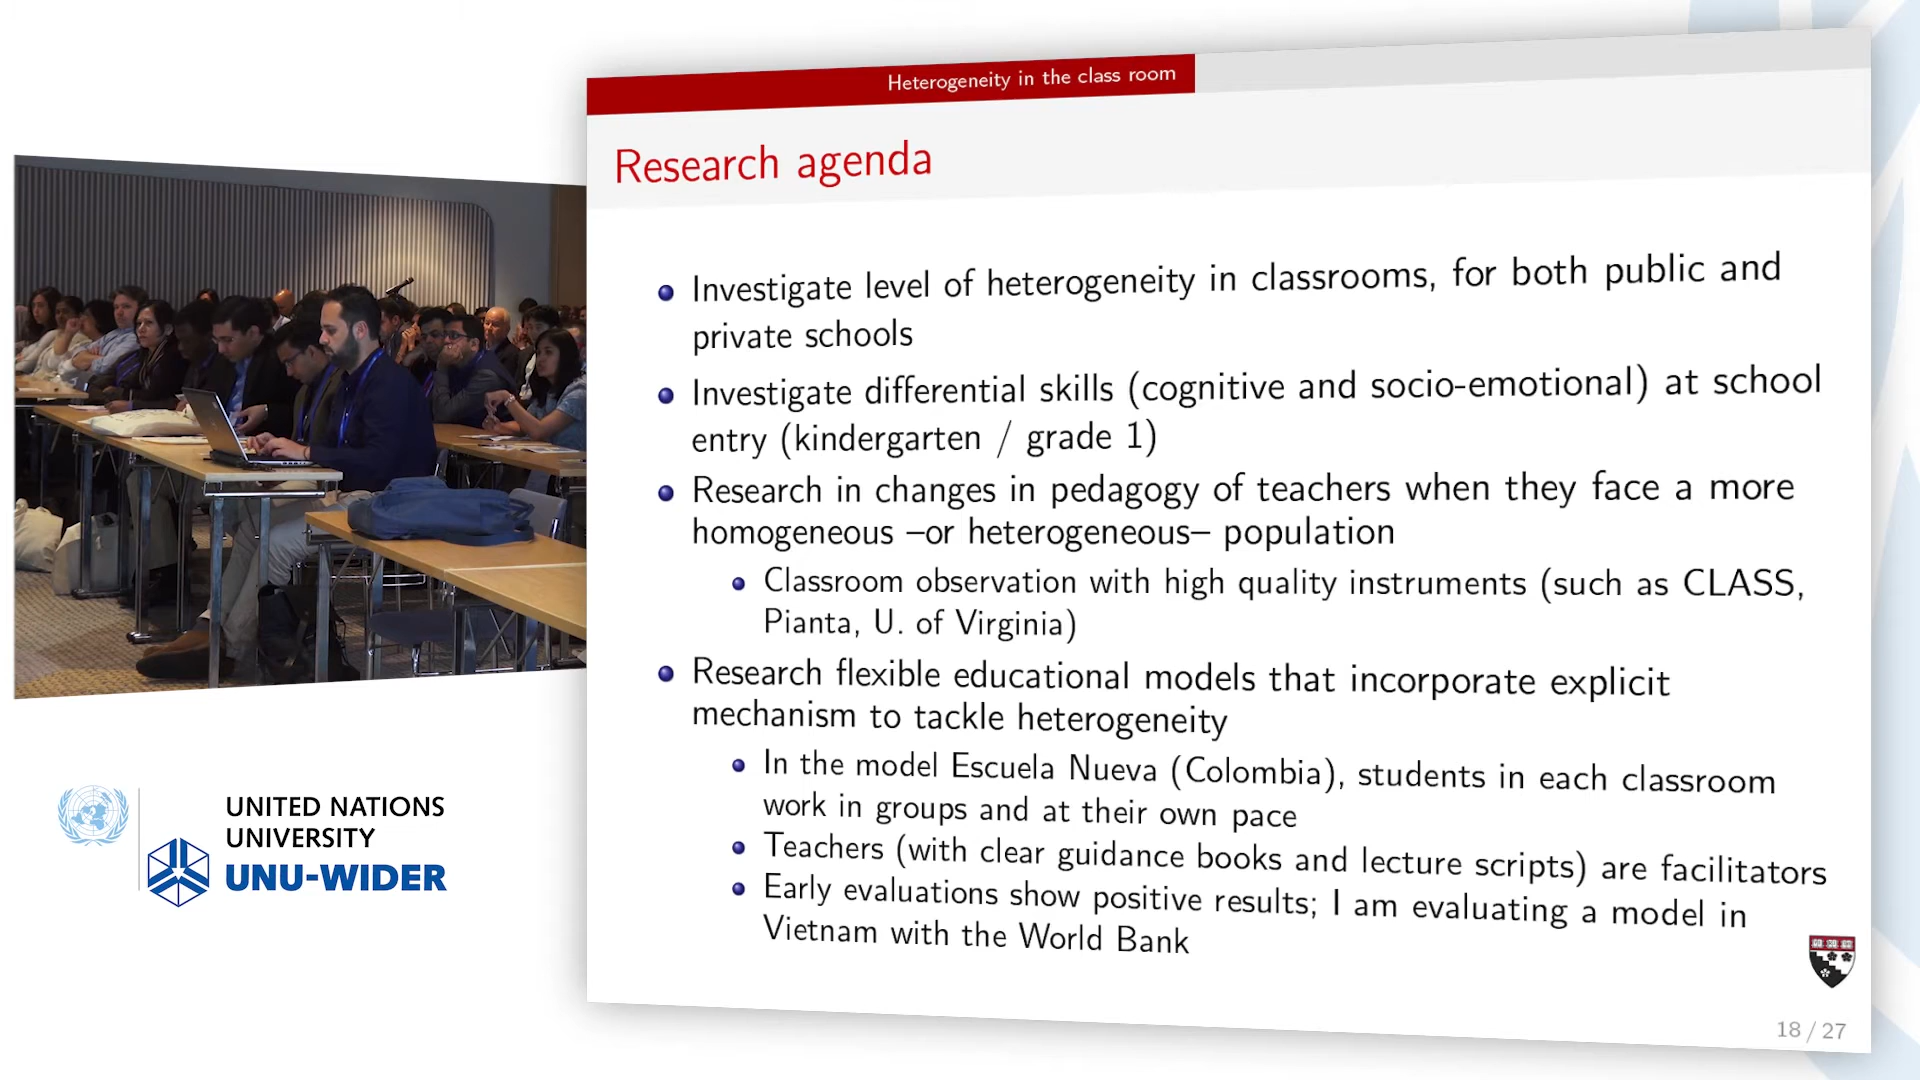 Heterogeneity in the class room
Research agenda
Investigate level of heterogeneity in classrooms, for both public and
private schools
Investigate differential skills (cognitive and socio-emotional) at school
entry (kindergarten / grade 1)
Research in changes in pedagogy of teachers when they face a more
homogeneous –or heterogeneous– population
Classroom observation with high quality instruments (such as CLASS,
Pianta, U. of Virginia)
Research flexible educational models that incorporate explicit
mechanism to tackle heterogeneity
In the model Escuela Nueva (Colombia), students in each classroom
work in groups and at their own pace
Teachers (with clear guidance books and lecture scripts) are facilitators
Early evaluations show positive results; I am evaluating a model in
Vietnam with the World Bank
18 / 27
UNITED NATIONS
UNIVERSITY
UNU-WIDER